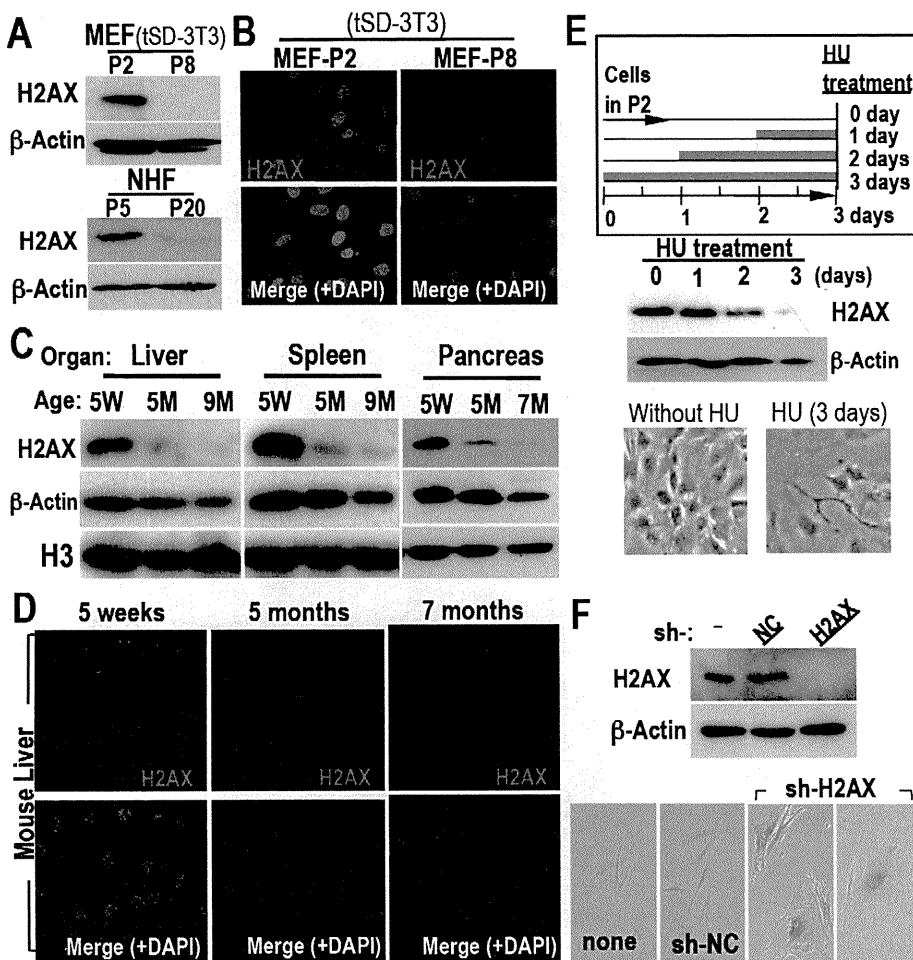 A
MEF(tSD-3T3)
P2 P8
H2AX
β-Actin
NHF
P5 P20
H2AX
β-Actin
B
(tSD-3T3)
MEF-P2 MEF-P8
H2AX H2AX
Merge (+DAPI) Merge (+DAPI)
C
Organ: Liver Spleen Pancreas
Age: 5W 5M 9M 5W 5M 9M 5W 5M 7M
H2AX
β-Actin
H3
D
5 weeks 5 months 7 months
Mouse Liver
H2AX H2AX H2AX
Merge (+DAPI) Merge (+DAPI) Merge (+DAPI)
E
HU
treatment
Cells
in P2
0 day
1 day
2 days
3 days
0 1 2 3 days
HU treatment
0 1 2 3 (days)
H2AX
β-Actin
Without HU HU (3 days)
F
sh-: – NC H2AX
H2AX
β-Actin
sh-H2AX
none sh-NC